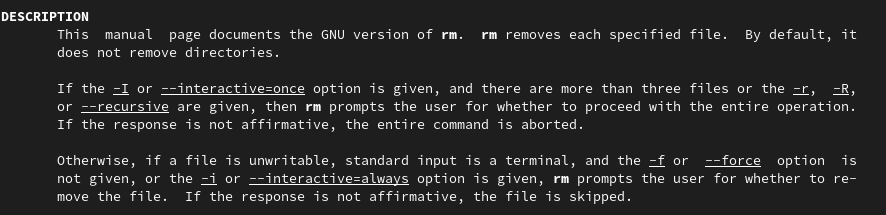 DESCRIPTION
This manual page documents the GNU version of rm. rm removes each specified file. By default, it
does not remove directories.
If the -I or --interactive=once option is given, and there are more than three files or the -r, -R,
or --recursive are given, then rm prompts the user for whether to proceed with the entire operation.
If the response is not affirmative, the entire command is aborted.
Otherwise, if a file is unwritable, standard input is a terminal, and the -f or --force option is
not given, or the -i or --interactive=always option is given, rm prompts the user for whether to re-
move the file. If the response is not affirmative, the file is skipped.